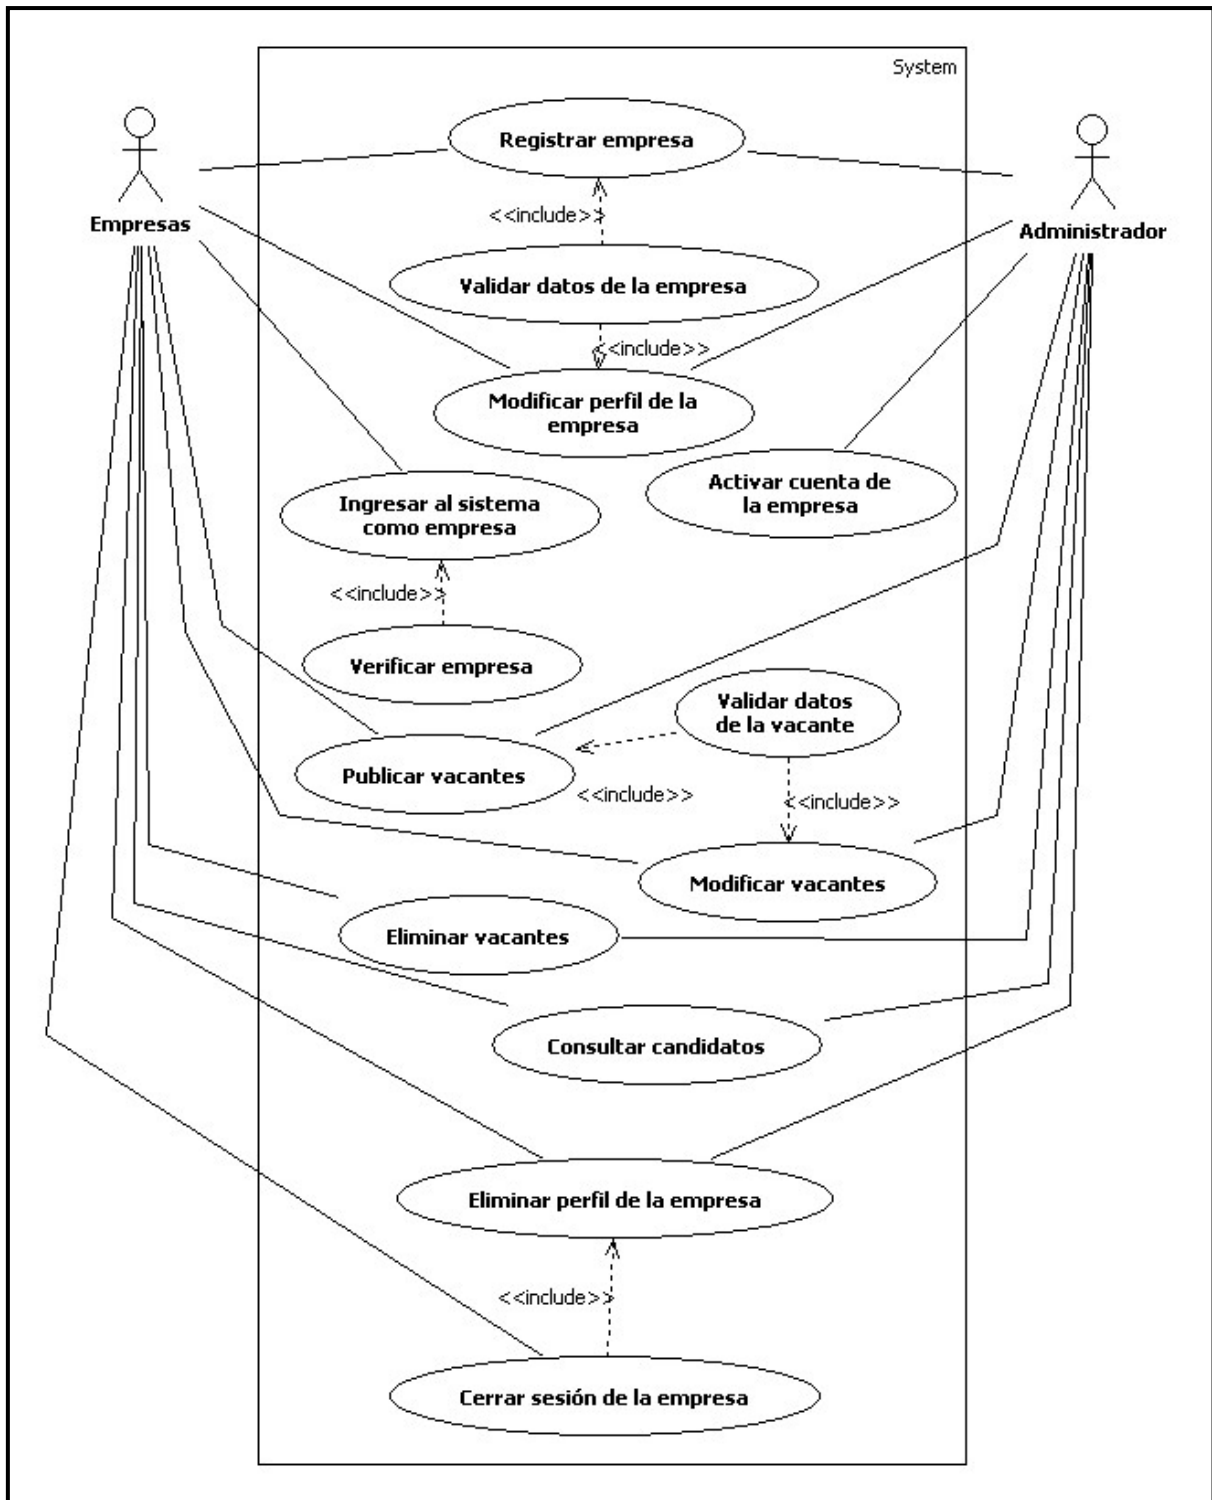 System
Registrar empresa
<<include>>
Empresas
Administrador
Validar datos de la empresa
<<include>>
Modificar perfil de la
empresa
Activar cuenta de
la empresa
Ingresar al sistema
como empresa
<<include>>
Verificar empresa
Validar datos
de la vacante
Publicar vacantes
<<include>>
<<include>>
Modificar vacantes
Eliminar vacantes
Consultar candidatos
Eliminar perfil de la empresa
<<include>>
Cerrar sesión de la empresa